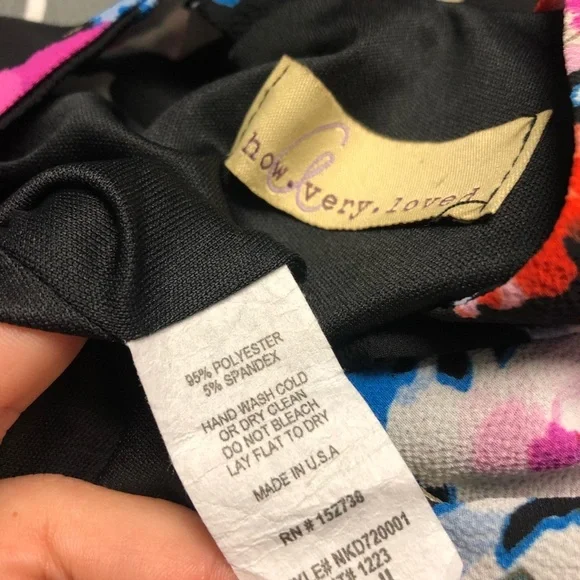 how.very.loved
95% POLYESTER
5% SPANDEX
HAND WASH COLD
OR DRY CLEAN
DO NOT BLEACH
LAY FLAT TO DRY
MADE IN U.S.A
RN # 152738
YLE# NKD720001
T# 1223